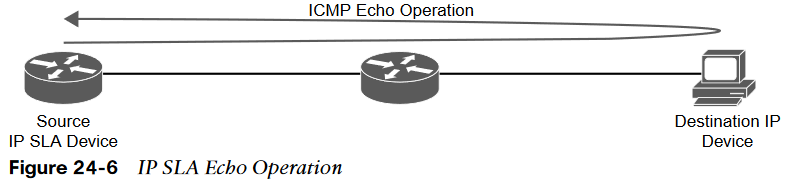 ICMP Echo Operation
Source
IP SLA Device
Destination IP
Device
Figure 24-6 IP SLA Echo Operation